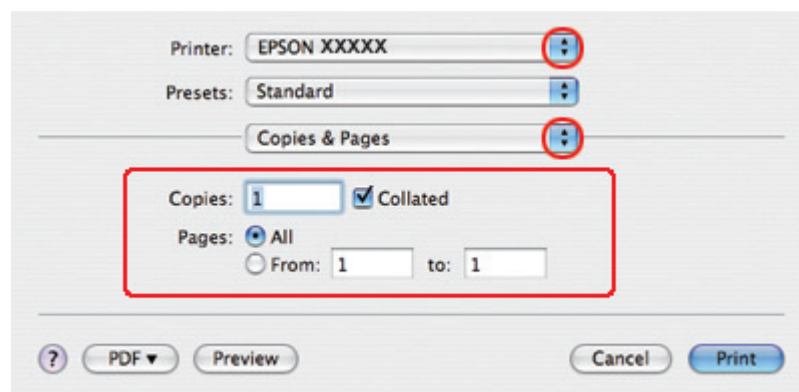 Printer: EPSON XXXXX
Presets: Standard
Copies & Pages
Copies: 1 Collated
Pages: All
From: 1 to: 1
? PDF▼ Preview Cancel Print